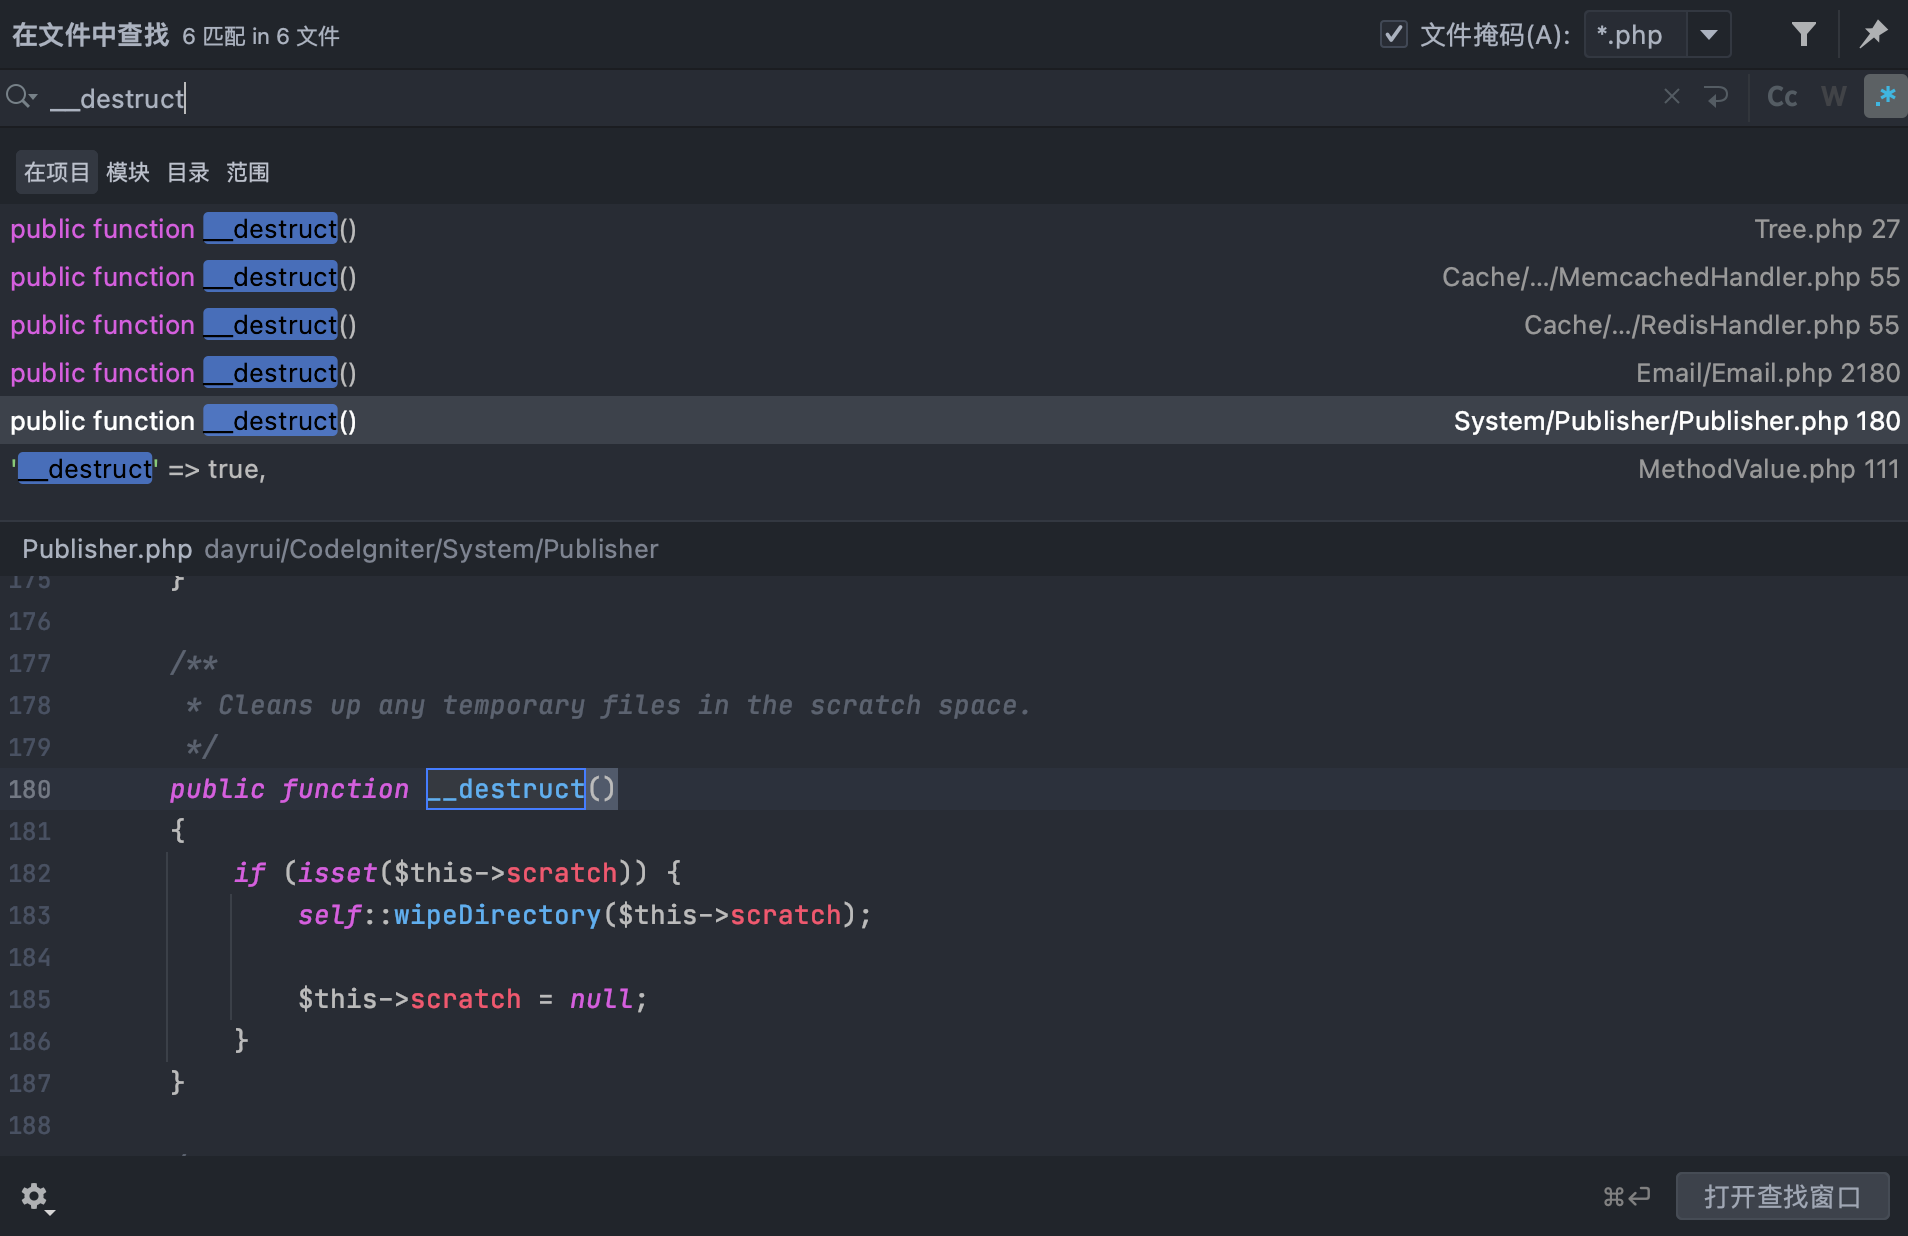 在文件中查找 6 匹配 in 6 文件 文件掩码(A): *.php
__destruct Cc W .*
在项目 模块 目录 范围
public function __destruct() Tree.php 27
public function __destruct() Cache/.../MemcachedHandler.php 55
public function __destruct() Cache/.../RedisHandler.php 55
public function __destruct() Email/Email.php 2180
public function __destruct() System/Publisher/Publisher.php 180
'__destruct' => true, MethodValue.php 111
Publisher.php dayrui/CodeIgniter/System/Publisher
175 }
176
177 /**
178 * Cleans up any temporary files in the scratch space.
179 */
180 public function __destruct()
181 {
182 if (isset($this->scratch)) {
183 self::wipeDirectory($this->scratch);
184
185 $this->scratch = null;
186 }
187 }
188
⌘↩ 打开查找窗口